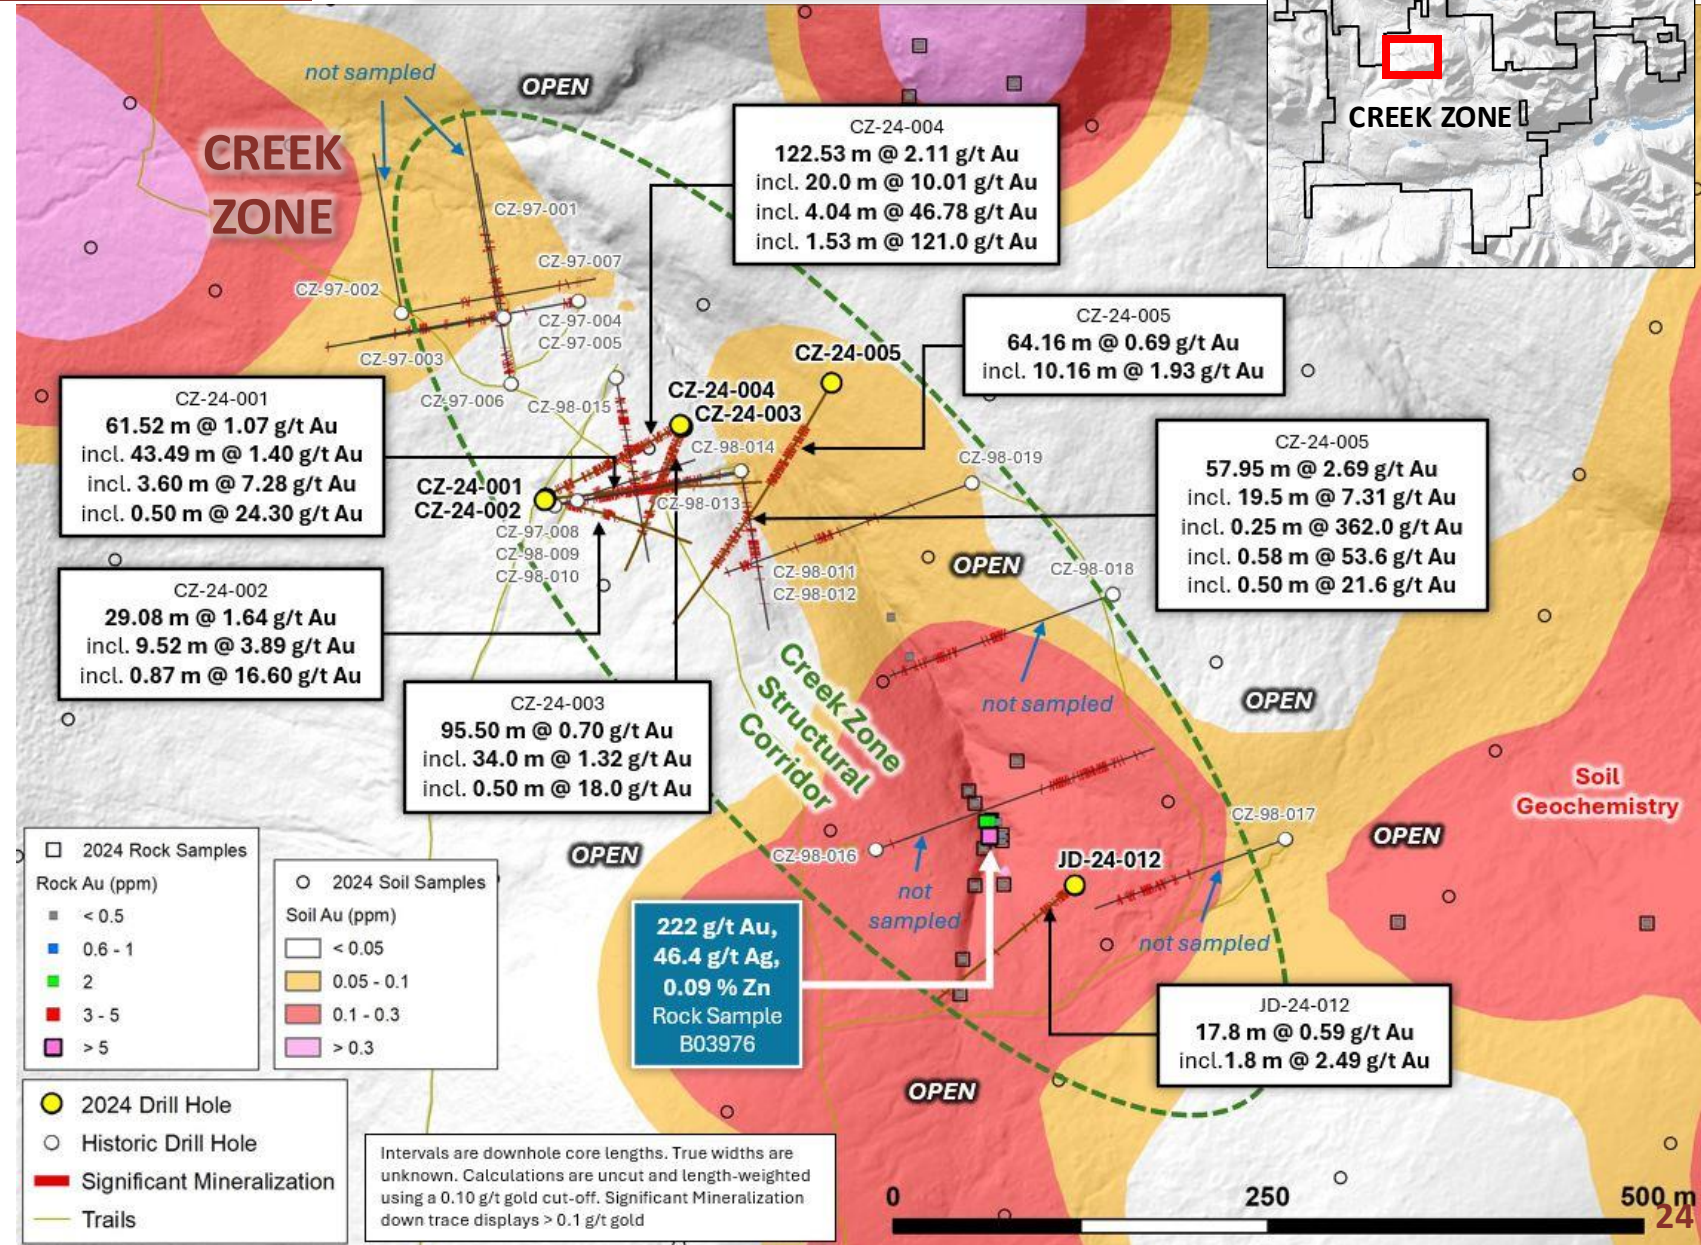 not sampled
OPEN
CREEK
ZONE
CREEK ZONE
CZ-24-004
122.53 m @ 2.11 g/t Au
incl. 20.0 m @ 10.01 g/t Au
incl. 4.04 m @ 46.78 g/t Au
incl. 1.53 m @ 121.0 g/t Au
CZ-97-001
CZ-97-007
CZ-97-002
CZ-97-004
CZ-97-005
CZ-97-003
CZ-97-006
CZ-98-015
CZ-24-005
64.16 m @ 0.69 g/t Au
incl. 10.16 m @ 1.93 g/t Au
CZ-24-005
CZ-24-004
CZ-24-003
CZ-98-014
CZ-98-019
CZ-24-001
61.52 m @ 1.07 g/t Au
incl. 43.49 m @ 1.40 g/t Au
incl. 3.60 m @ 7.28 g/t Au
incl. 0.50 m @ 24.30 g/t Au
CZ-24-001
CZ-24-002
CZ-98-013
CZ-97-008
CZ-98-009
CZ-98-010
CZ-98-011
CZ-98-012
CZ-24-005
57.95 m @ 2.69 g/t Au
incl. 19.5 m @ 7.31 g/t Au
incl. 0.25 m @ 362.0 g/t Au
incl. 0.58 m @ 53.6 g/t Au
incl. 0.50 m @ 21.6 g/t Au
OPEN
CZ-98-018
CZ-24-002
29.08 m @ 1.64 g/t Au
incl. 9.52 m @ 3.89 g/t Au
incl. 0.87 m @ 16.60 g/t Au
CZ-24-003
95.50 m @ 0.70 g/t Au
incl. 34.0 m @ 1.32 g/t Au
incl. 0.50 m @ 18.0 g/t Au
Creek Zone
Structural
Corridor
not sampled
OPEN
Soil
Geochemistry
CZ-98-017
OPEN
OPEN
CZ-98-016
JD-24-012
not
sampled
not sampled
222 g/t Au,
46.4 g/t Ag,
0.09 % Zn
Rock Sample
B03976
JD-24-012
17.8 m @ 0.59 g/t Au
incl.1.8 m @ 2.49 g/t Au
OPEN
2024 Rock Samples
Rock Au (ppm)
< 0.5
0.6 - 1
2
3 - 5
> 5
2024 Soil Samples
Soil Au (ppm)
< 0.05
0.05 - 0.1
0.1 - 0.3
> 0.3
2024 Drill Hole
Historic Drill Hole
Significant Mineralization
Trails
Intervals are downhole core lengths. True widths are
unknown. Calculations are uncut and length-weighted
using a 0.10 g/t gold cut-off. Significant Mineralization
down trace displays > 0.1 g/t gold
0 250 500 m
24